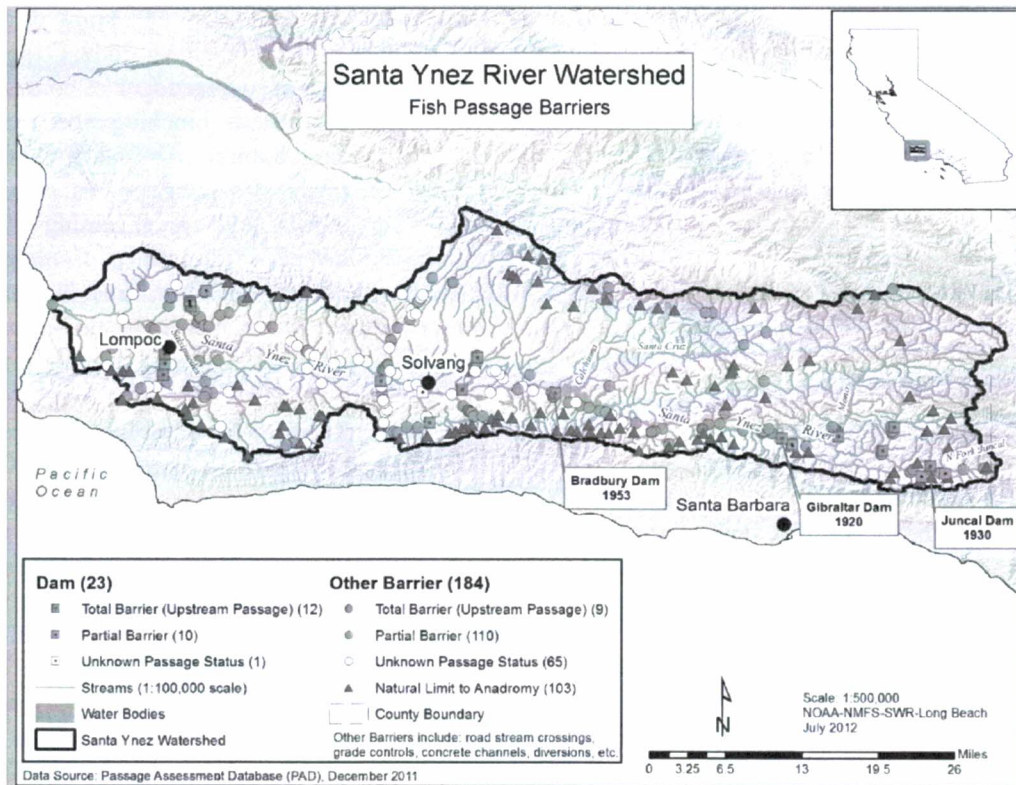 Santa Ynez River Watershed
Fish Passage Barriers
Lompoc
Santa
Ynez
River
Solvang
Cachuma
Santa Cruz
Mono
Santa
Ynez
River
N Fork Juncal
Pacific
Ocean
Bradbury Dam
1953
Santa Barbara
Gibraltar Dam
1920
Juncal Dam
1930
Dam (23)
Total Barrier (Upstream Passage) (12)
Partial Barrier (10)
Unknown Passage Status (1)
Streams (1:100,000 scale)
Water Bodies
Santa Ynez Watershed
Other Barrier (184)
Total Barrier (Upstream Passage) (9)
Partial Barrier (110)
Unknown Passage Status (65)
Natural Limit to Anadromy (103)
County Boundary
Other Barriers include: road stream crossings,
grade controls, concrete channels, diversions, etc.
N
Scale: 1:500,000
NOAA-NMFS-SWR-Long Beach
July 2012
Miles
0 3.25 6.5 13 19.5 26
Data Source: Passage Assessment Database (PAD), December 2011